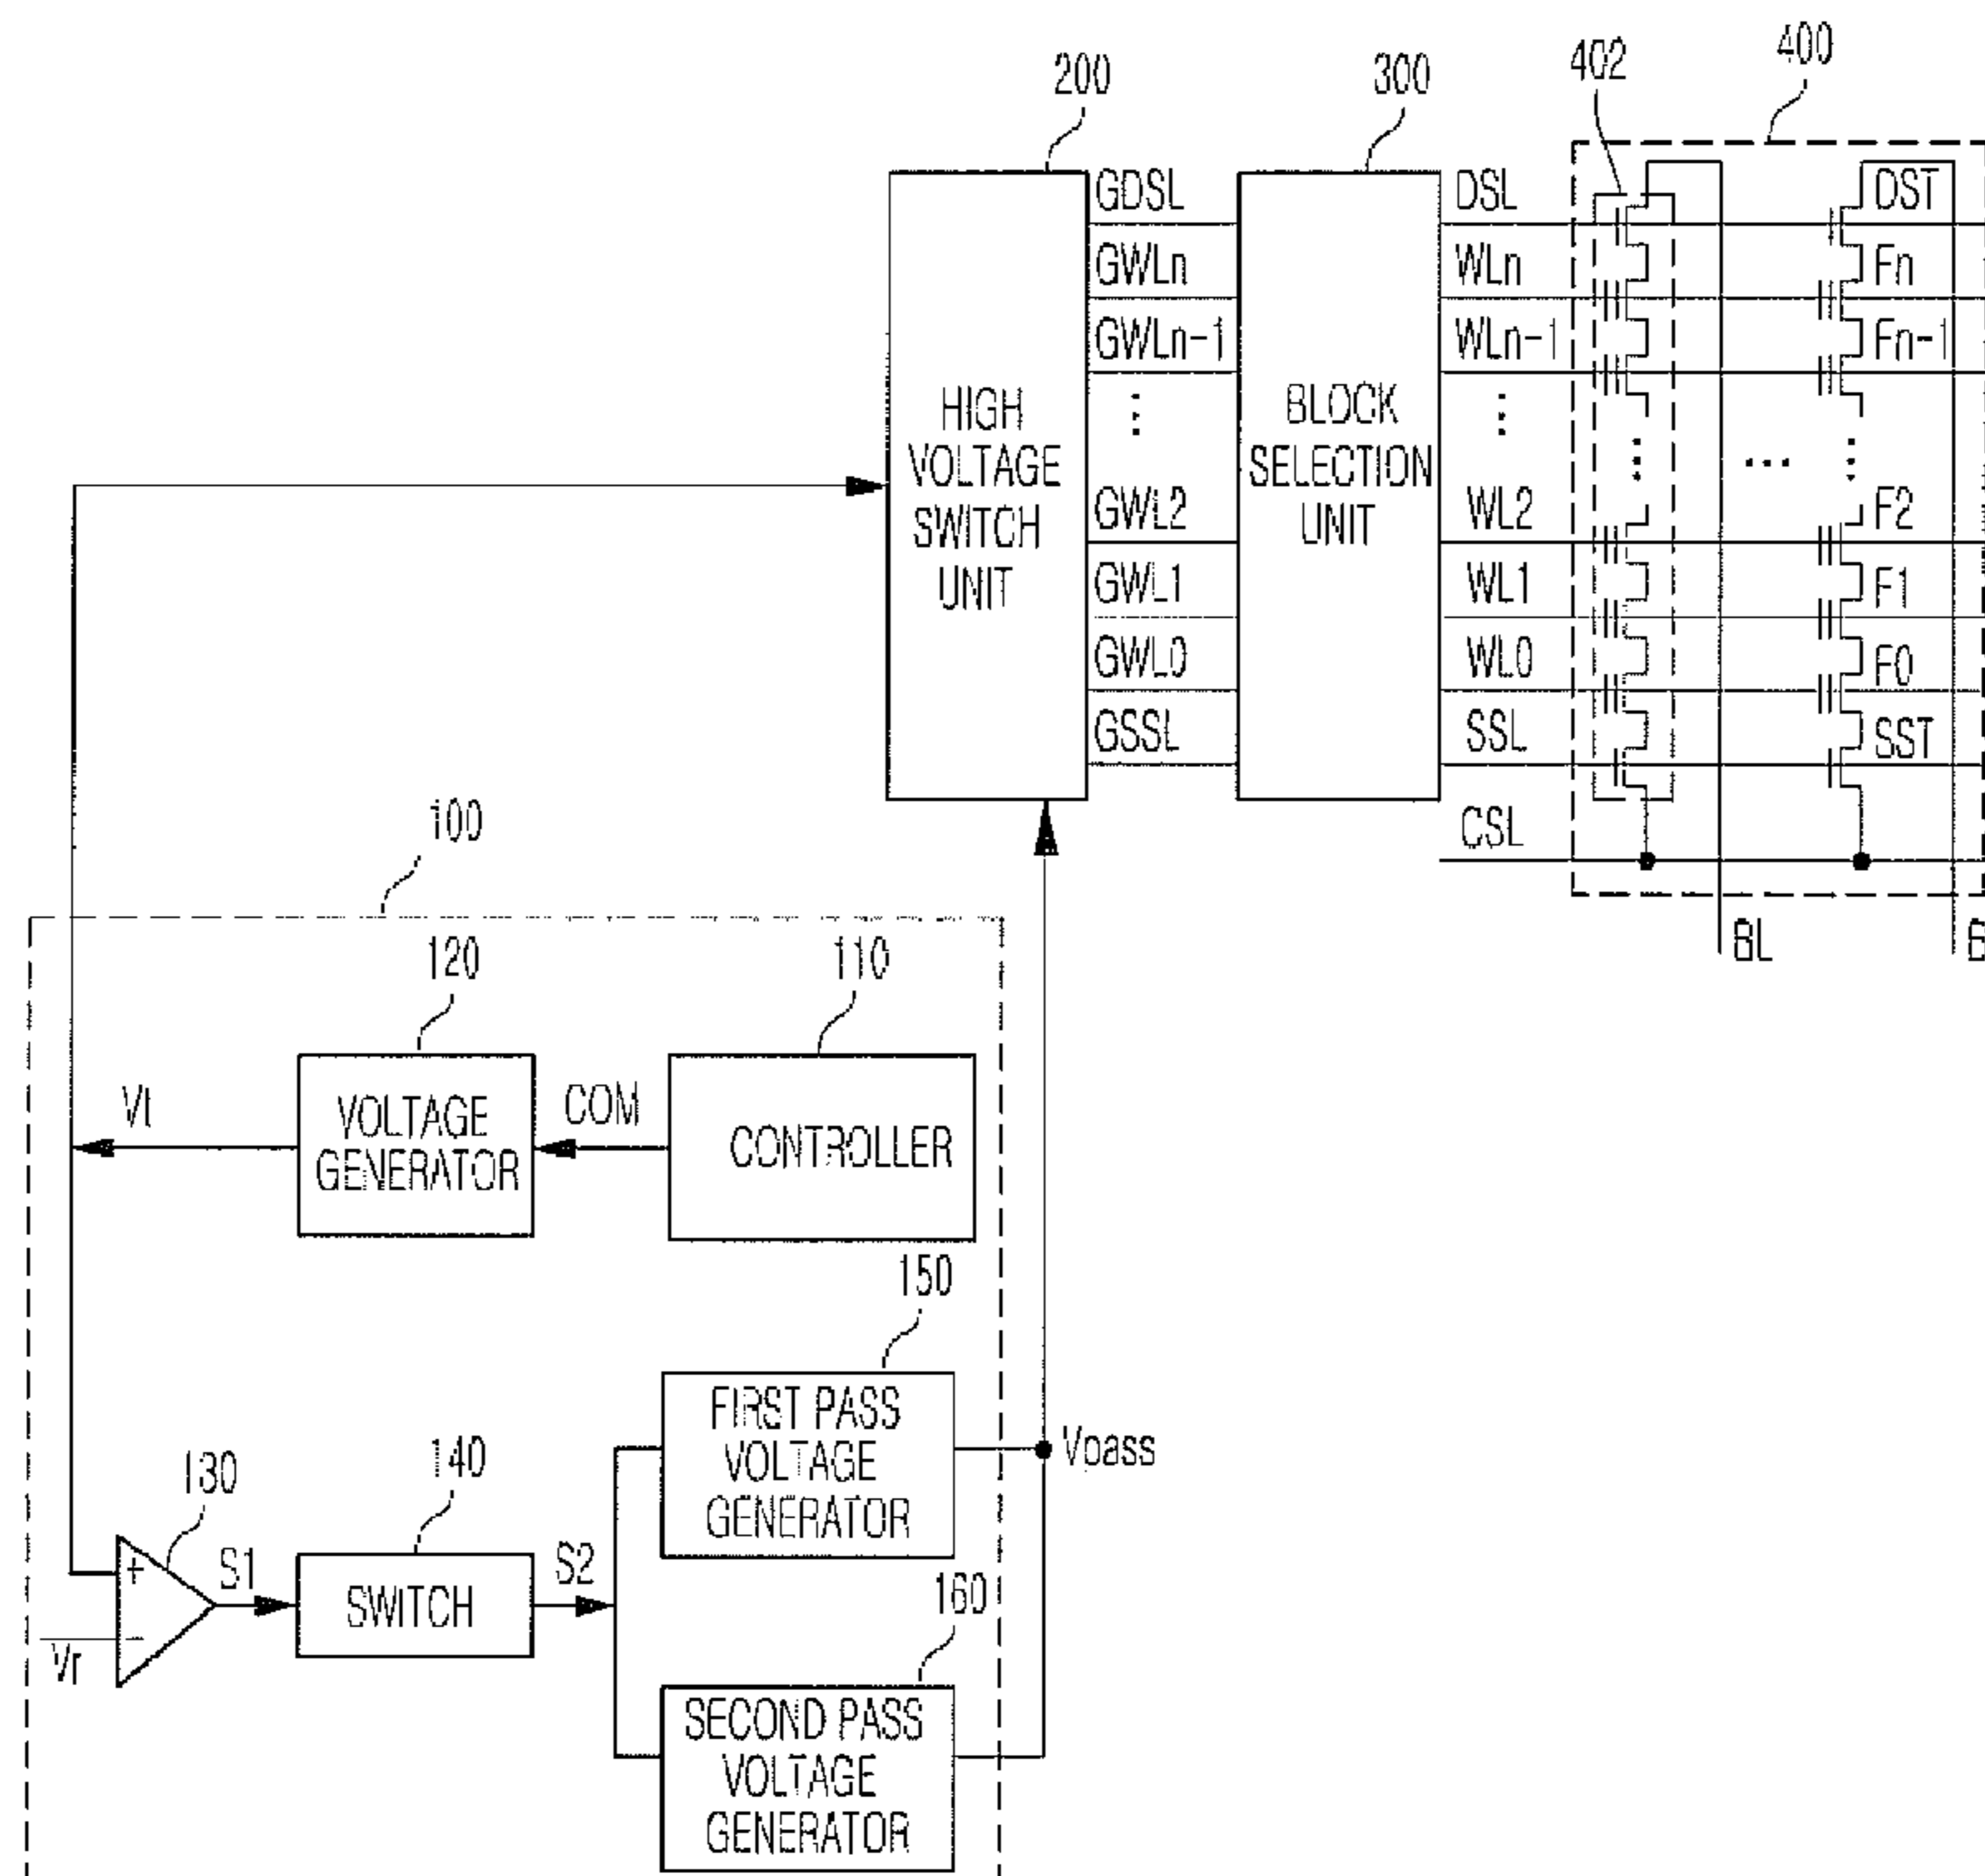 200
300
402
400
GDSL
GWLn
GWLn-1
GWL2
GWL1
GWL0
GSSL
HIGH
VOLTAGE
SWITCH
UNIT
BLOCK
SELECTION
UNIT
DSL
WLn
WLn-1
WL2
WL1
WL0
SSL
CSL
DST
Fn
Fn-1
F2
F1
F0
SST
BL
100
120
110
COM
VOLTAGE
GENERATOR
CONTROLLER
150
FIRST PASS
VOLTAGE
GENERATOR
Vpass
130
140
S1
S2
SWITCH
+
-
Vr
160
SECOND PASS
VOLTAGE
GENERATOR